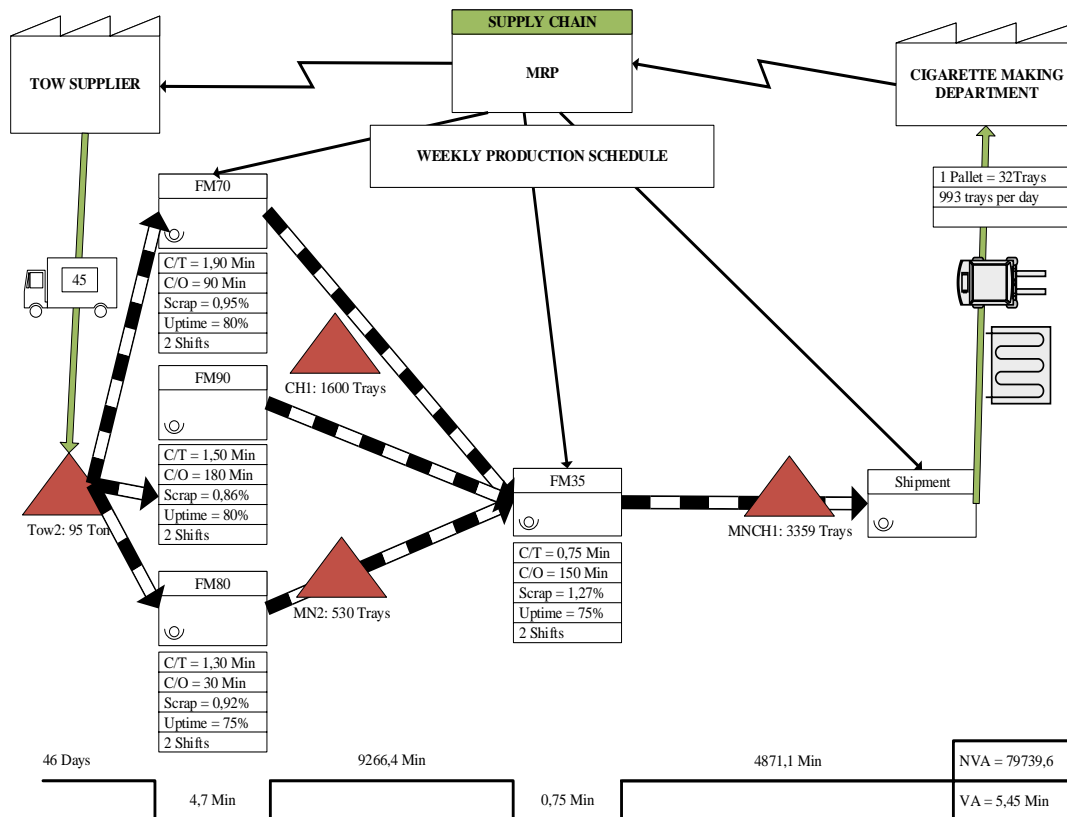 SUPPLY CHAIN
MRP
TOW SUPPLIER
CIGARETTE MAKING
DEPARTMENT
WEEKLY PRODUCTION SCHEDULE
1 Pallet = 32Trays
993 trays per day
45
FM70
C/T = 1,90 Min
C/O = 90 Min
Scrap = 0,95%
Uptime = 80%
2 Shifts
CH1: 1600 Trays
FM90
C/T = 1,50 Min
C/O = 180 Min
Scrap = 0,86%
Uptime = 80%
2 Shifts
Tow2: 95 Ton
FM80
C/T = 1,30 Min
C/O = 30 Min
Scrap = 0,92%
Uptime = 75%
2 Shifts
MN2: 530 Trays
FM35
C/T = 0,75 Min
C/O = 150 Min
Scrap = 1,27%
Uptime = 75%
2 Shifts
MNCH1: 3359 Trays
Shipment
46 Days
9266,4 Min
4871,1 Min
NVA = 79739,6
4,7 Min
0,75 Min
VA = 5,45 Min